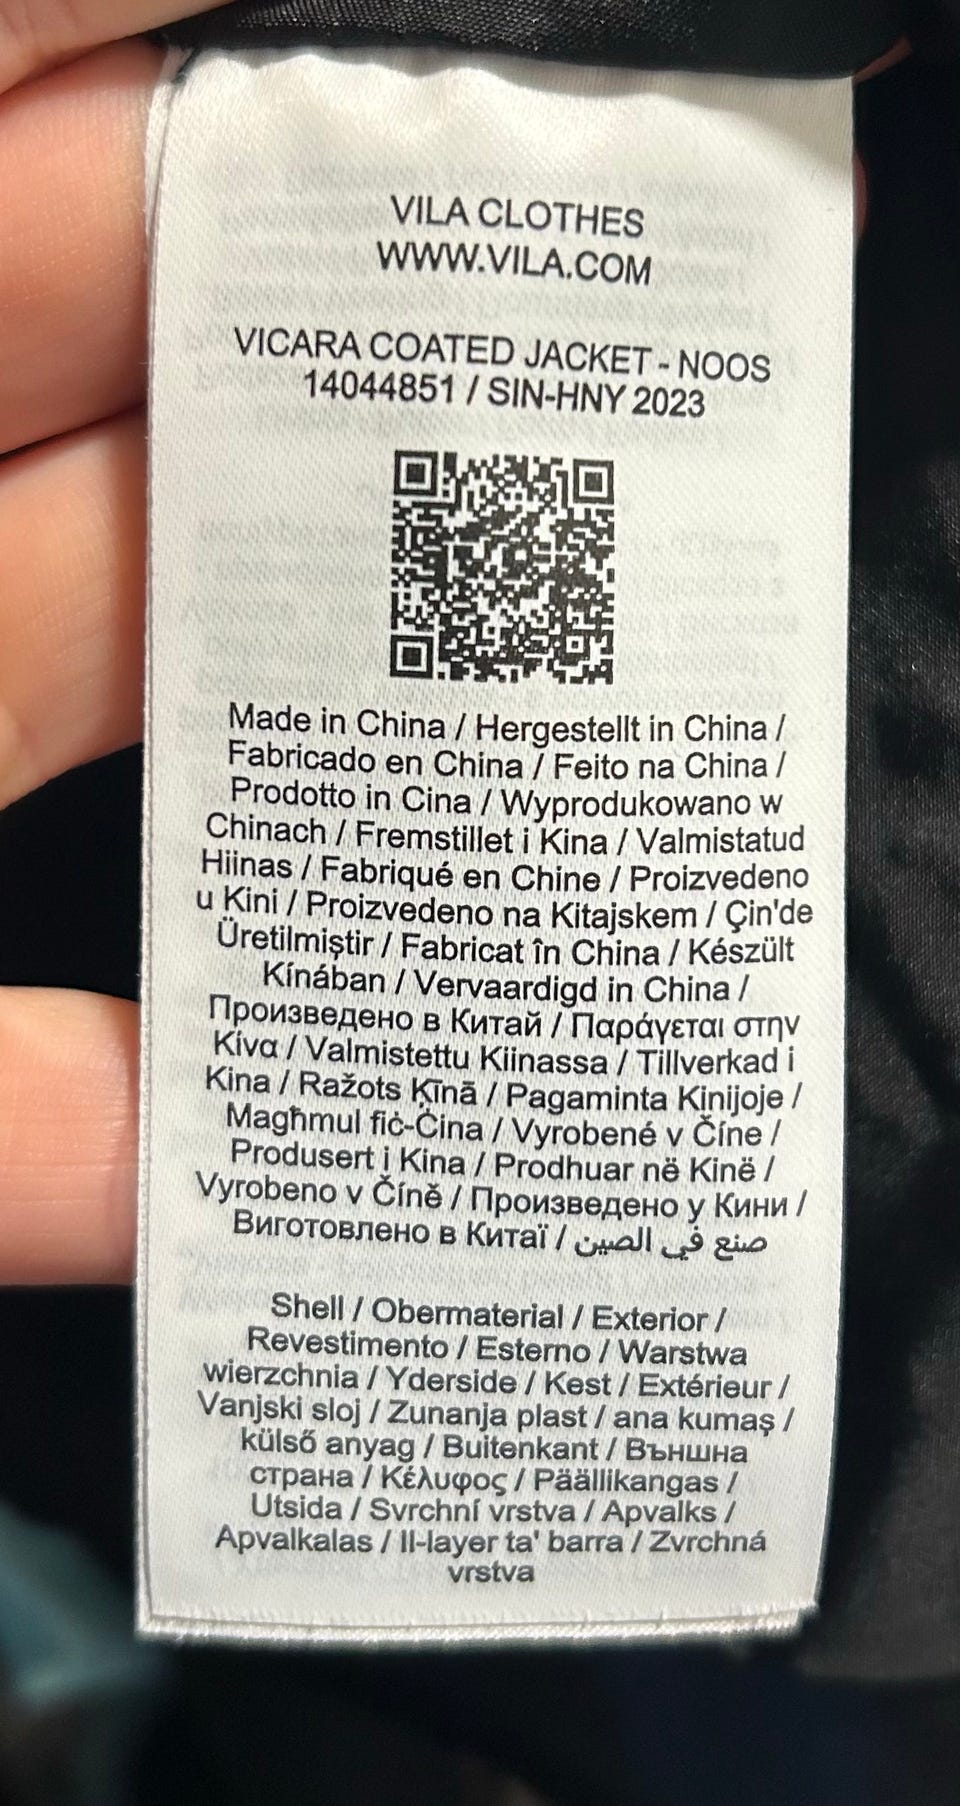 VILA CLOTHES
WWW.VILA.COM
VICARA COATED JACKET - NOOS
14044851 / SIN-HNY 2023
Made in China / Hergestellt in China /
Fabricado en China / Feito na China /
Prodotto in Cina / Wyprodukowano w
Chinach / Fremstillet i Kina / Valmistatud
Hiinas / Fabriqué en Chine / Proizvedeno
u Kini / Proizvedeno na Kitajskem / Çin'de
Üretilmiştir / Fabricat în China / Készült
Kínában / Vervaardigd in China /
Произведено в Китай / Παράγεται στην
Κίνα / Valmistettu Kiinassa / Tillverkad i
Kina / Ražots Ķīnā / Pagaminta Kinijoje /
Magħmul fiċ-Ċina / Vyrobené v Číne /
Produsert i Kina / Prodhuar në Kinë /
Vyrobeno v Číně / Произведено у Кини /
Виготовлено в Китаї / صنع في الصين
Shell / Obermaterial / Exterior /
Revestimento / Esterno / Warstwa
wierzchnia / Yderside / Kest / Extérieur /
Vanjski sloj / Zunanja plast / ana kumaş /
külső anyag / Buitenkant / Външна
страна / Κέλυφος / Päällikangas /
Utsida / Svrchní vrstva / Apvalks /
Apvalkalas / Il-layer ta' barra / Zvrchná
vrstva